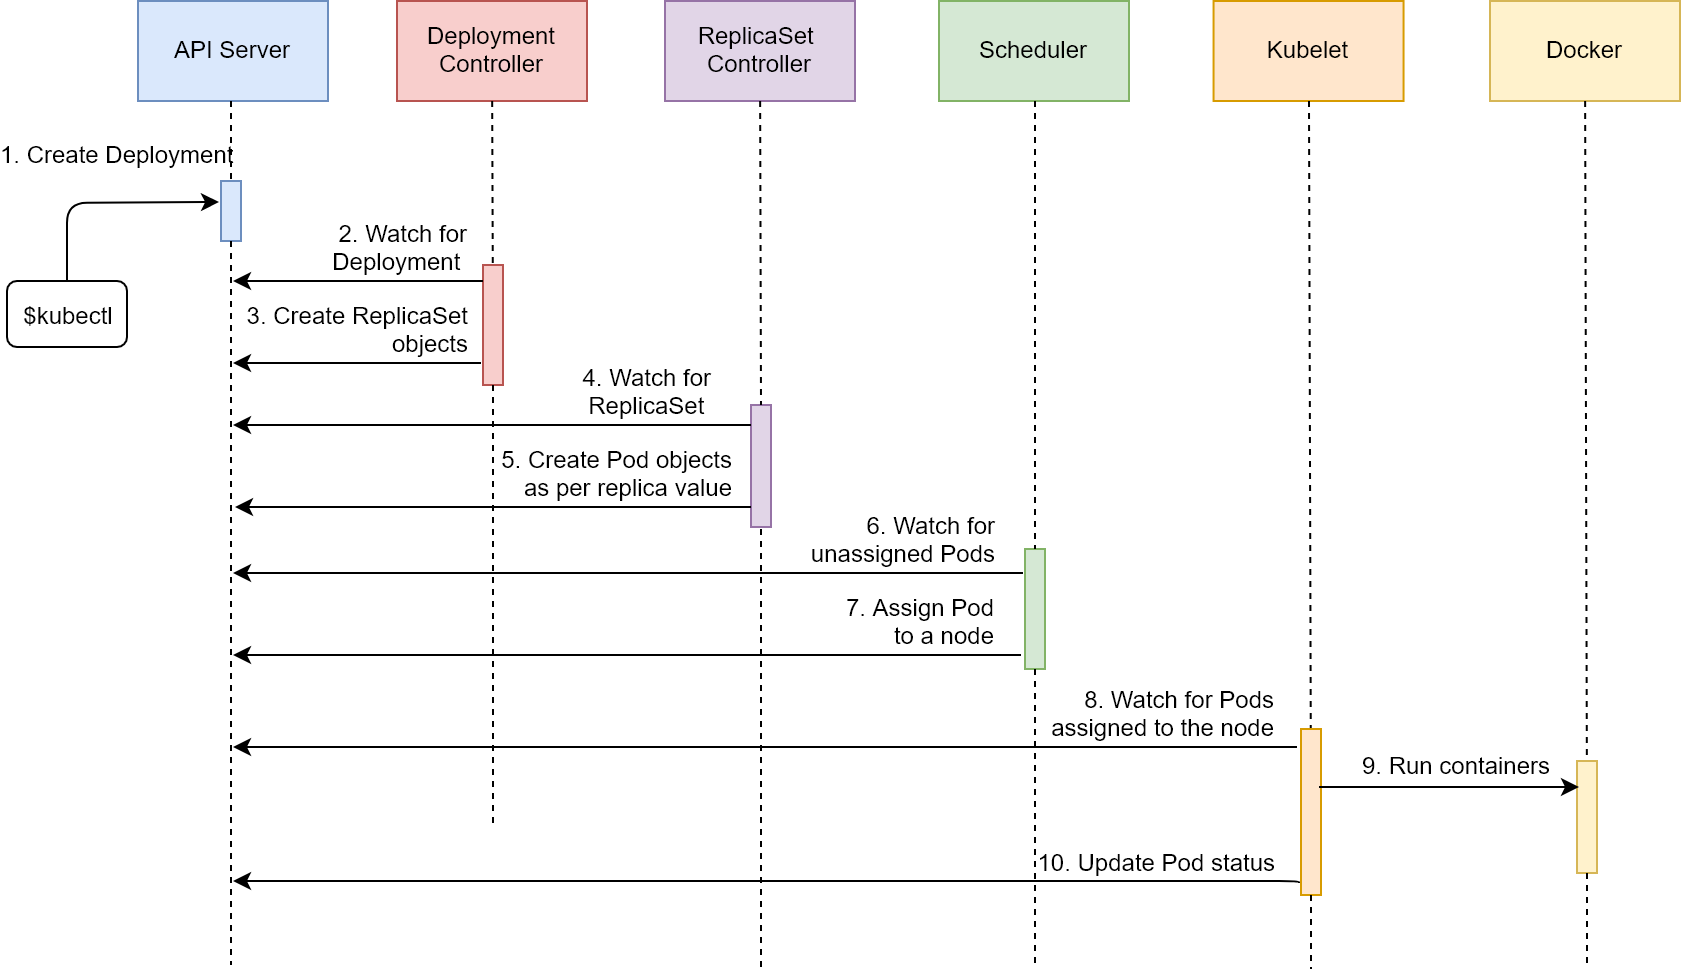 API Server
Deployment
Controller
ReplicaSet
Controller
Scheduler
Kubelet
Docker
1. Create Deployment
$kubectl
2. Watch for
Deployment
3. Create ReplicaSet
objects
4. Watch for
ReplicaSet
5. Create Pod objects
as per replica value
6. Watch for
unassigned Pods
7. Assign Pod
to a node
8. Watch for Pods
assigned to the node
9. Run containers
10. Update Pod status